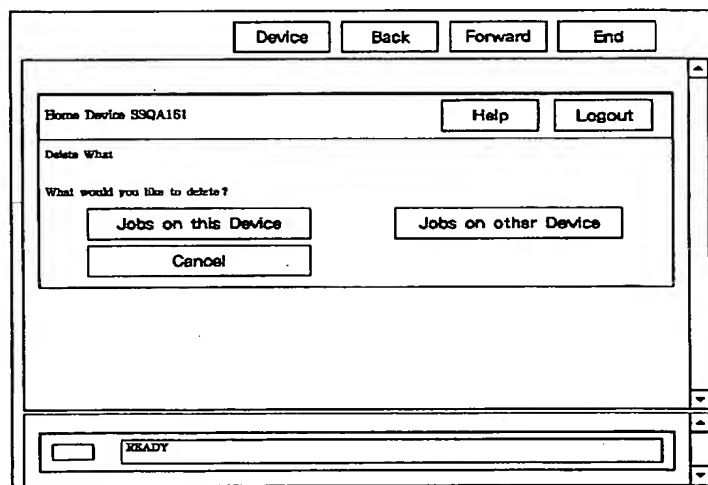 Device Back Forward End
Home Device SSQA161 Help Logout
Delete What
What would you like to delete?
Jobs on this Device Jobs on other Device
Cancel
READY